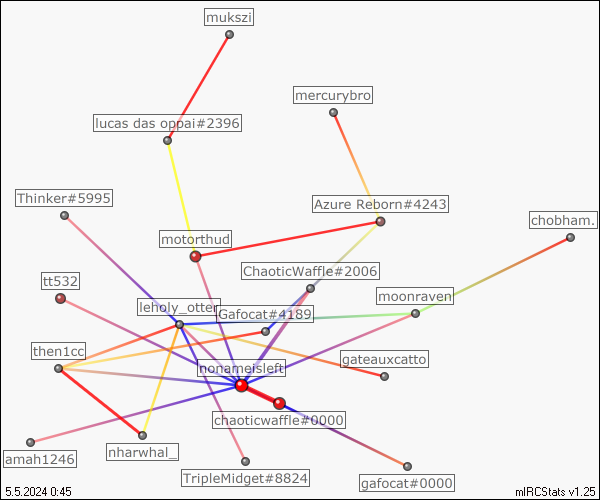 mukszi
mercurybro
lucas das oppai#2396
Thinker#5995
Azure Reborn#4243
chobham.
motorthud
ChaoticWaffle#2006
tt532
moonraven
leholy_otter
Gafocat#4189
then1cc
gateauxcatto
nonameisleft
chaoticwaffle#0000
amah1246
nharwhal_
TripleMidget#8824
gafocat#0000
5.5.2024 0:45
mIRCStats v1.25